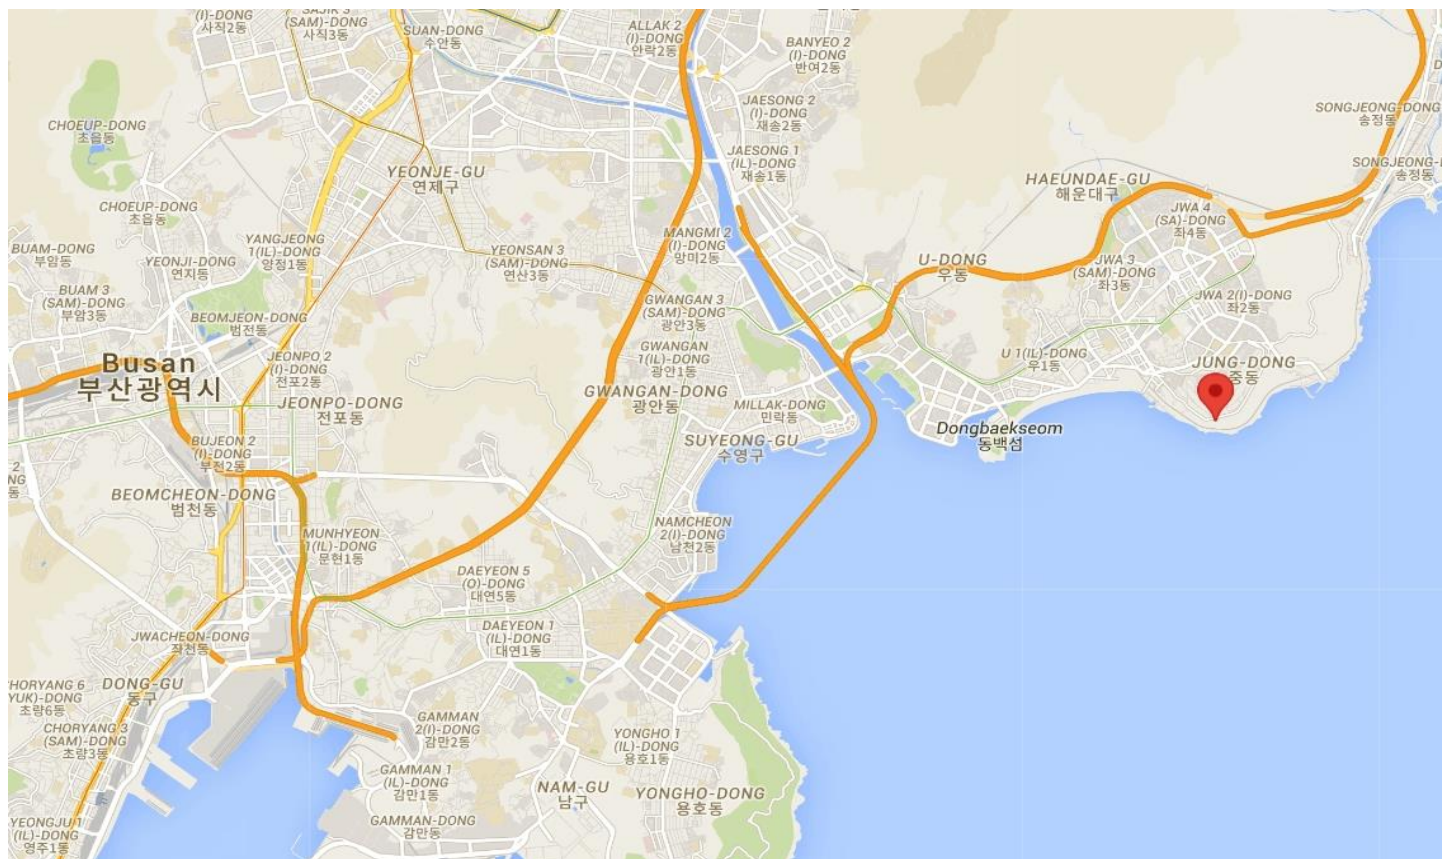 (I)-DONG
사직2동
SAJIK 3
(SAM)-DONG
사직3동
SUAN-DONG
수안동
ALLAK 2
(I)-DONG
안락2동
BANYEO 2
(I)-DONG
반여2동
CHOEUP-DONG
초읍동
JAESONG 2
(I)-DONG
재송2동
SONGJEONG-DONG
송정동
YEONJE-GU
연제구
JAESONG 1
(IL)-DONG
재송1동
HAEUNDAE-GU
해운대구
SONGJEONG-
송정동
CHOEUP-DONG
초읍동
JWA 4
(SA)-DONG
좌4동
BUAM-DONG
부암동
YEONJI-DONG
연지동
YANGJEONG
1(IL)-DONG
양정1동
YEONSAN 3
(SAM)-DONG
연산3동
MANGMI 2
(I)-DONG
망미2동
U-DONG
우동
JWA 3
(SAM)-DONG
좌3동
BUAM 3
(SAM)-DONG
부암3동
BEOMJEON-DONG
범전동
GWANGAN 3
(SAM)-DONG
광안3동
JWA 2(I)-DONG
좌2동
Busan
부산광역시
JEONPO 2
(I)-DONG
전포2동
GWANGAN
1(IL)-DONG
광안1동
U 1(IL)-DONG
우1동
JUNG-DONG
중동
JEONPO-DONG
전포동
GWANGAN-DONG
광안동
MILLAK-DONG
민락동
Dongbaekseom
동백섬
BUJEON 2
(I)-DONG
부전2동
SUYEONG-GU
수영구
BEOMCHEON-DONG
범천동
MUNHYEON
1(IL)-DONG
문현1동
NAMCHEON
2(I)-DONG
남천2동
DAEYEON 5
(O)-DONG
대연5동
JWACHEON-DONG
좌천동
DAEYEON 1
(IL)-DONG
대연1동
CHORYANG 6
(YUK)-DONG
초량6동
DONG-GU
동구
CHORYANG 3
(SAM)-DONG
초량3동
GAMMAN
2(I)-DONG
감만2동
YONGHO 1
(IL)-DONG
용호1동
GAMMAN 1
(IL)-DONG
감만1동
NAM-GU
남구
YONGHO-DONG
용호동
GAMMAN-DONG
감만동
YEONGJU 1
(IL)-DONG
영주1동